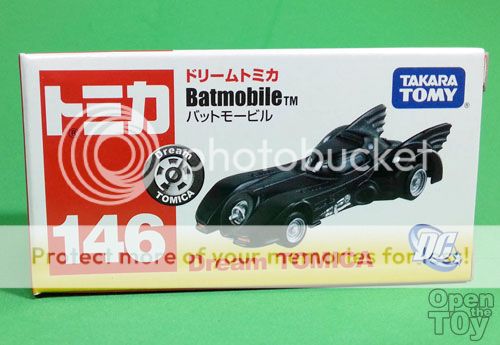 トミカ
®
146
ドリームトミカ
Batmobile™
バットモービル
TAKARA
TOMY
®
Dream
TOMICA
photobucket
Protect more of your memories for less!
Dream TOMICA
DC
Open
the
Toy